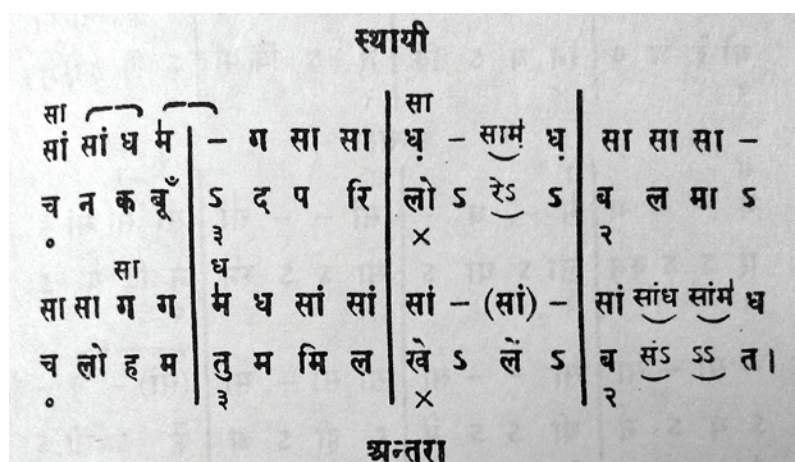 स्थायी
सा सा
सां सां ध म॑ | – ग सा सा | ध़ – साम़॑ ध़ | सा सा सा –
च न क बूँ ऽ द प रि लो ऽ रेऽ ऽ ब ल मा ऽ
० ३ × २
सा ध
सा सा ग ग म॑ ध सां सां सां – (सां) – सां सांध सांम॑ ध
च लो ह म तु म मि ल खे ऽ लें ऽ ब संऽ ऽऽ त।
० ३ × २
अन्तरा